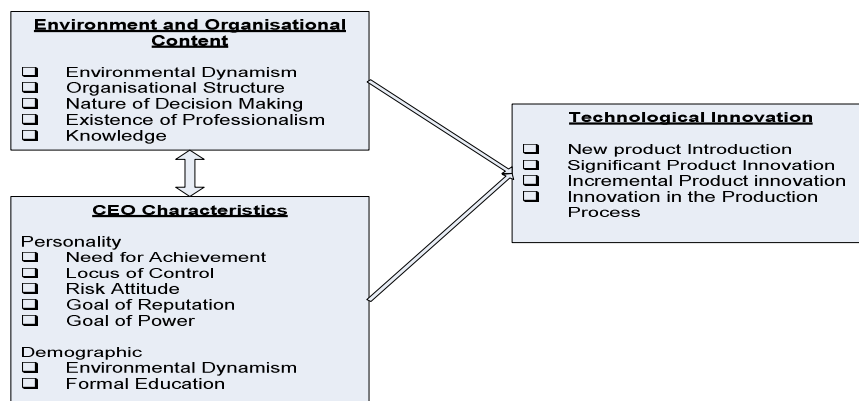 Environment and Organisational
Content
❑ Environmental Dynamism
❑ Organisational Structure
❑ Nature of Decision Making
❑ Existence of Professionalism
❑ Knowledge
CEO Characteristics
Personality
❑ Need for Achievement
❑ Locus of Control
❑ Risk Attitude
❑ Goal of Reputation
❑ Goal of Power
Demographic
❑ Environmental Dynamism
❑ Formal Education
Technological Innovation
❑ New product Introduction
❑ Significant Product Innovation
❑ Incremental Product innovation
❑ Innovation in the Production
Process